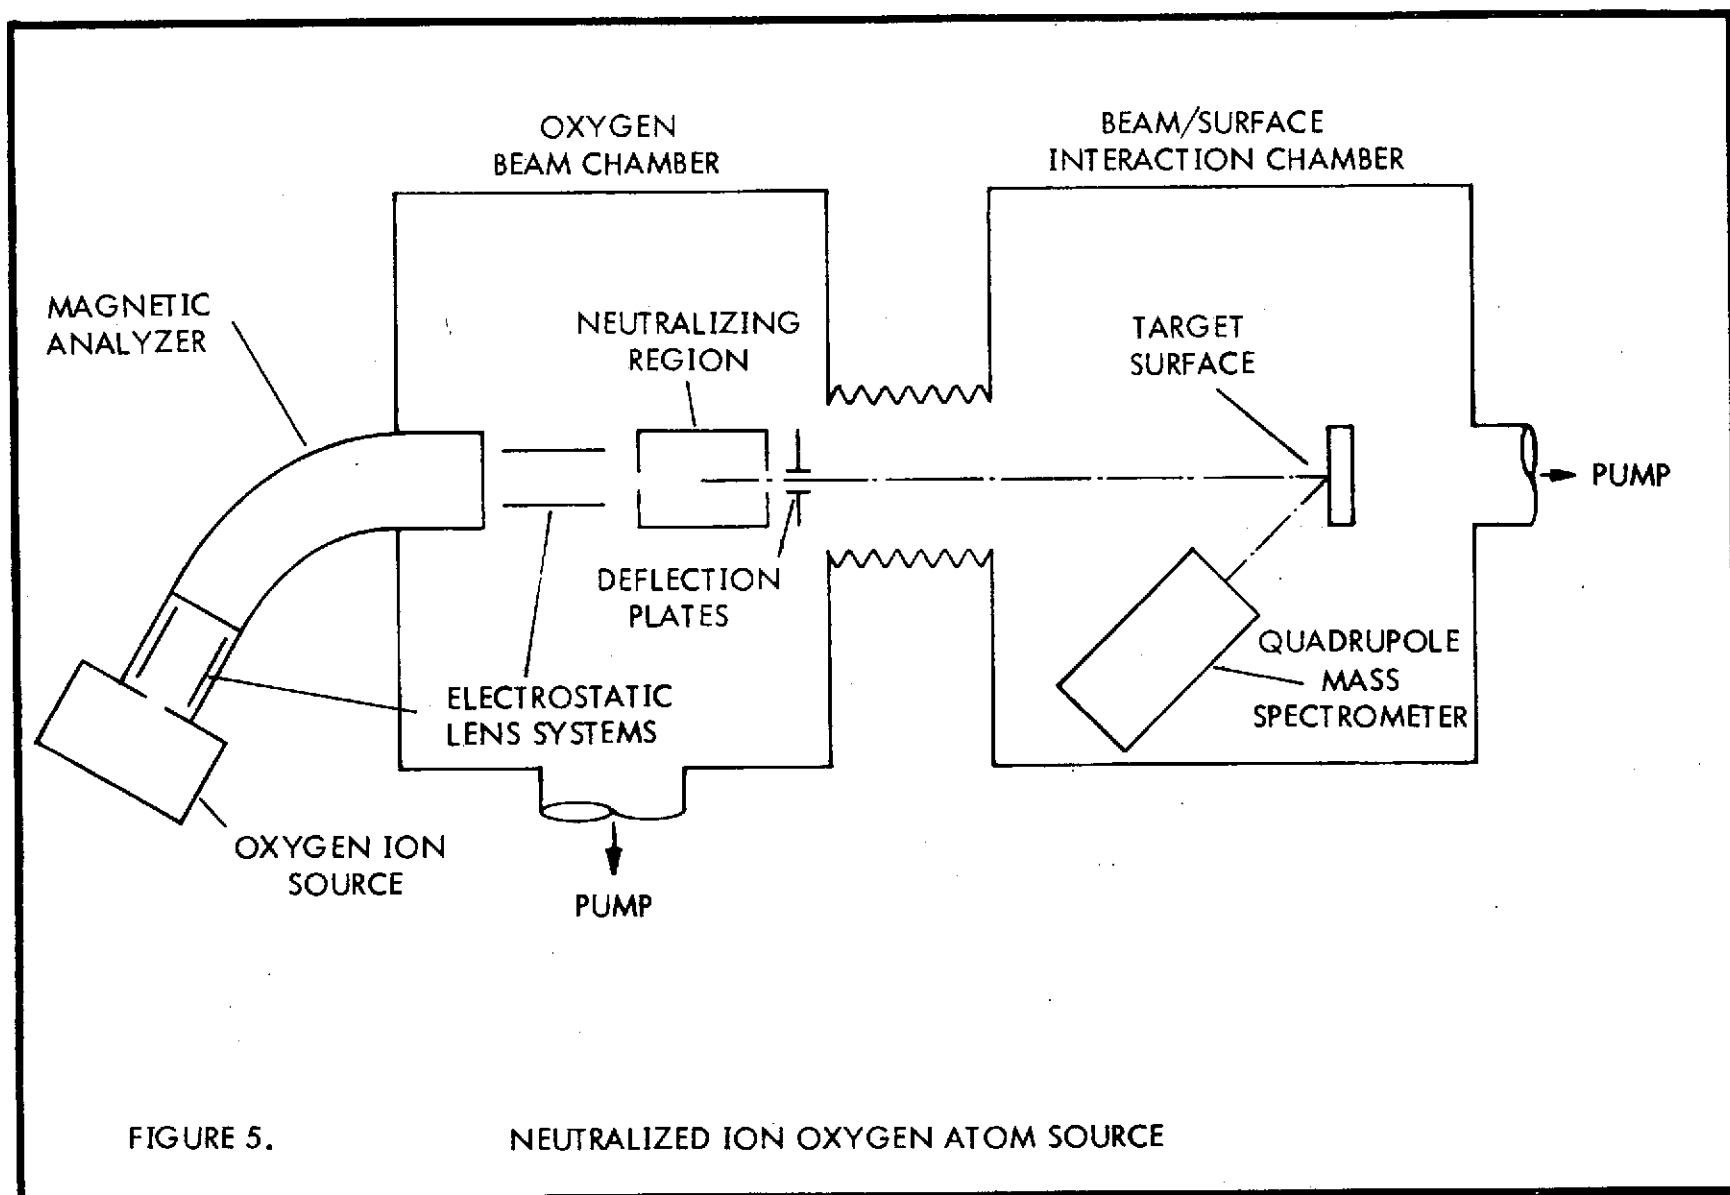 OXYGEN
BEAM CHAMBER
BEAM/SURFACE
INTERACTION CHAMBER
MAGNETIC
ANALYZER
NEUTRALIZING
REGION
TARGET
SURFACE
PUMP
DEFLECTION
PLATES
QUADRUPOLE
MASS
SPECTROMETER
ELECTROSTATIC
LENS SYSTEMS
OXYGEN ION
SOURCE
PUMP
FIGURE 5. NEUTRALIZED ION OXYGEN ATOM SOURCE